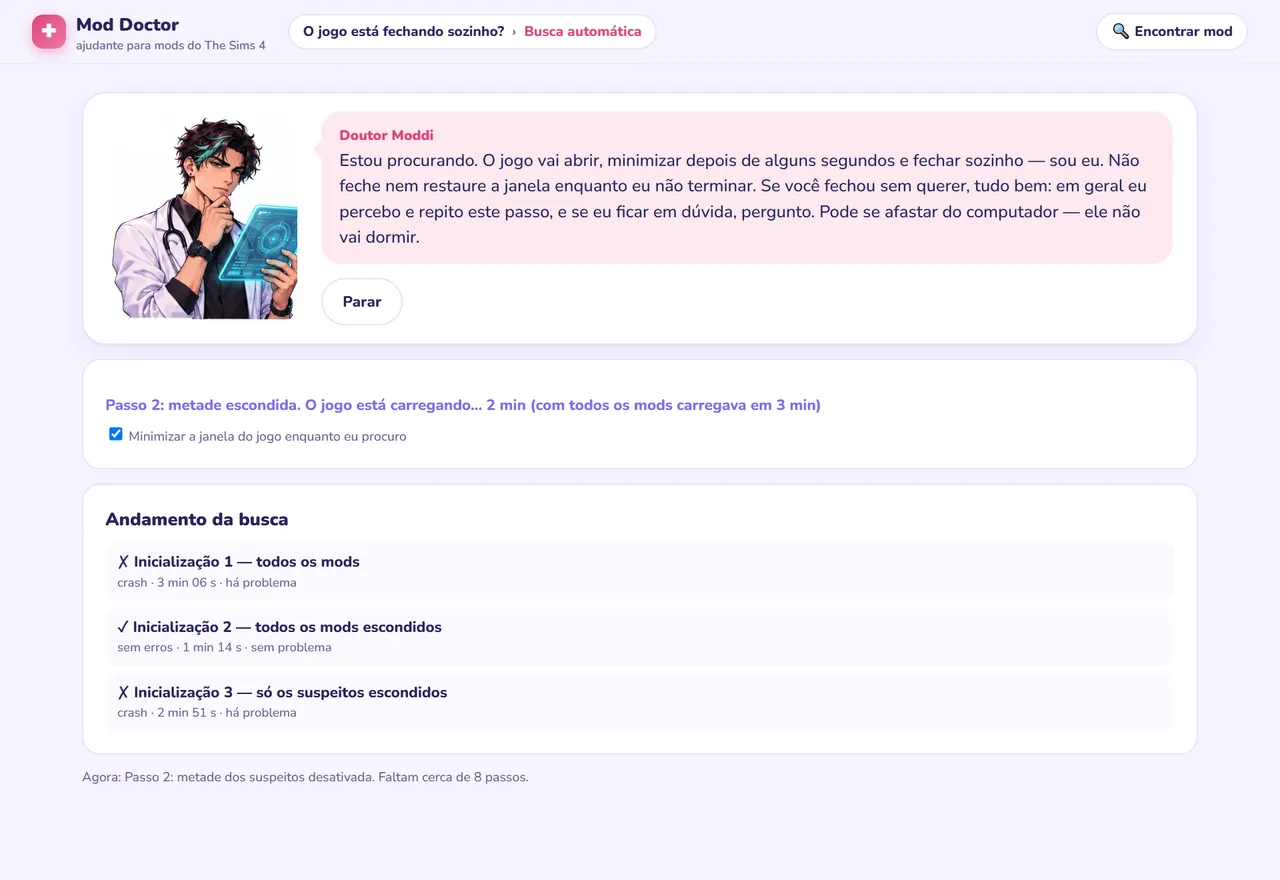 Mod Doctor
ajudante para mods do The Sims 4
O jogo está fechando sozinho? › Busca automática
🔍 Encontrar mod
Doutor Moddi
Estou procurando. O jogo vai abrir, minimizar depois de alguns segundos e fechar sozinho — sou eu. Não
feche nem restaure a janela enquanto eu não terminar. Se você fechou sem querer, tudo bem: em geral eu
percebo e repito este passo, e se eu ficar em dúvida, pergunto. Pode se afastar do computador — ele não
vai dormir.
Parar
Passo 2: metade escondida. O jogo está carregando... 2 min (com todos os mods carregava em 3 min)
Minimizar a janela do jogo enquanto eu procuro
Andamento da busca
✗ Inicialização 1 — todos os mods
crash · 3 min 06 s · há problema
✓ Inicialização 2 — todos os mods escondidos
sem erros · 1 min 14 s · sem problema
✗ Inicialização 3 — só os suspeitos escondidos
crash · 2 min 51 s · há problema
Agora: Passo 2: metade dos suspeitos desativada. Faltam cerca de 8 passos.